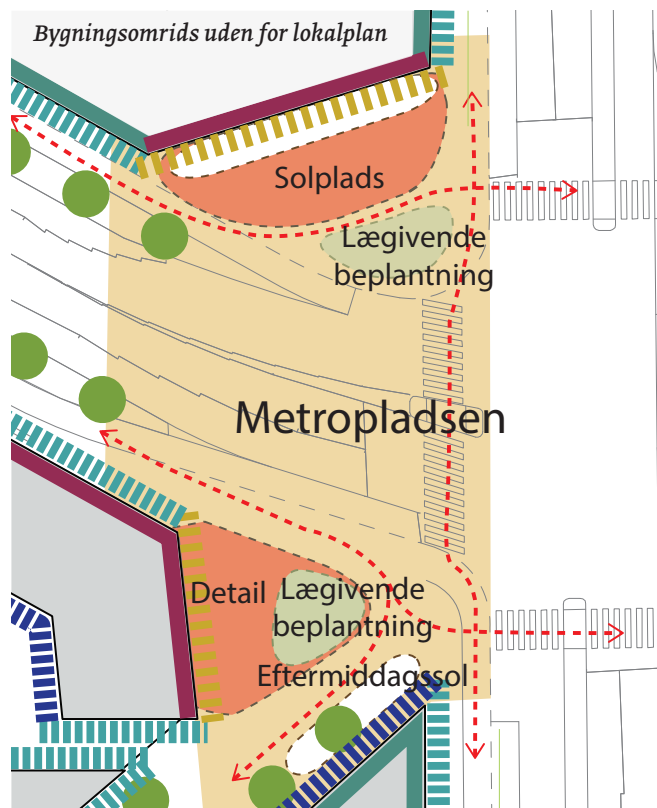 Bygningsomrids uden for lokalplan
Solplads
Lægivende
beplantning
Metropladsen
Detail
Lægivende
beplantning
Eftermiddagssol